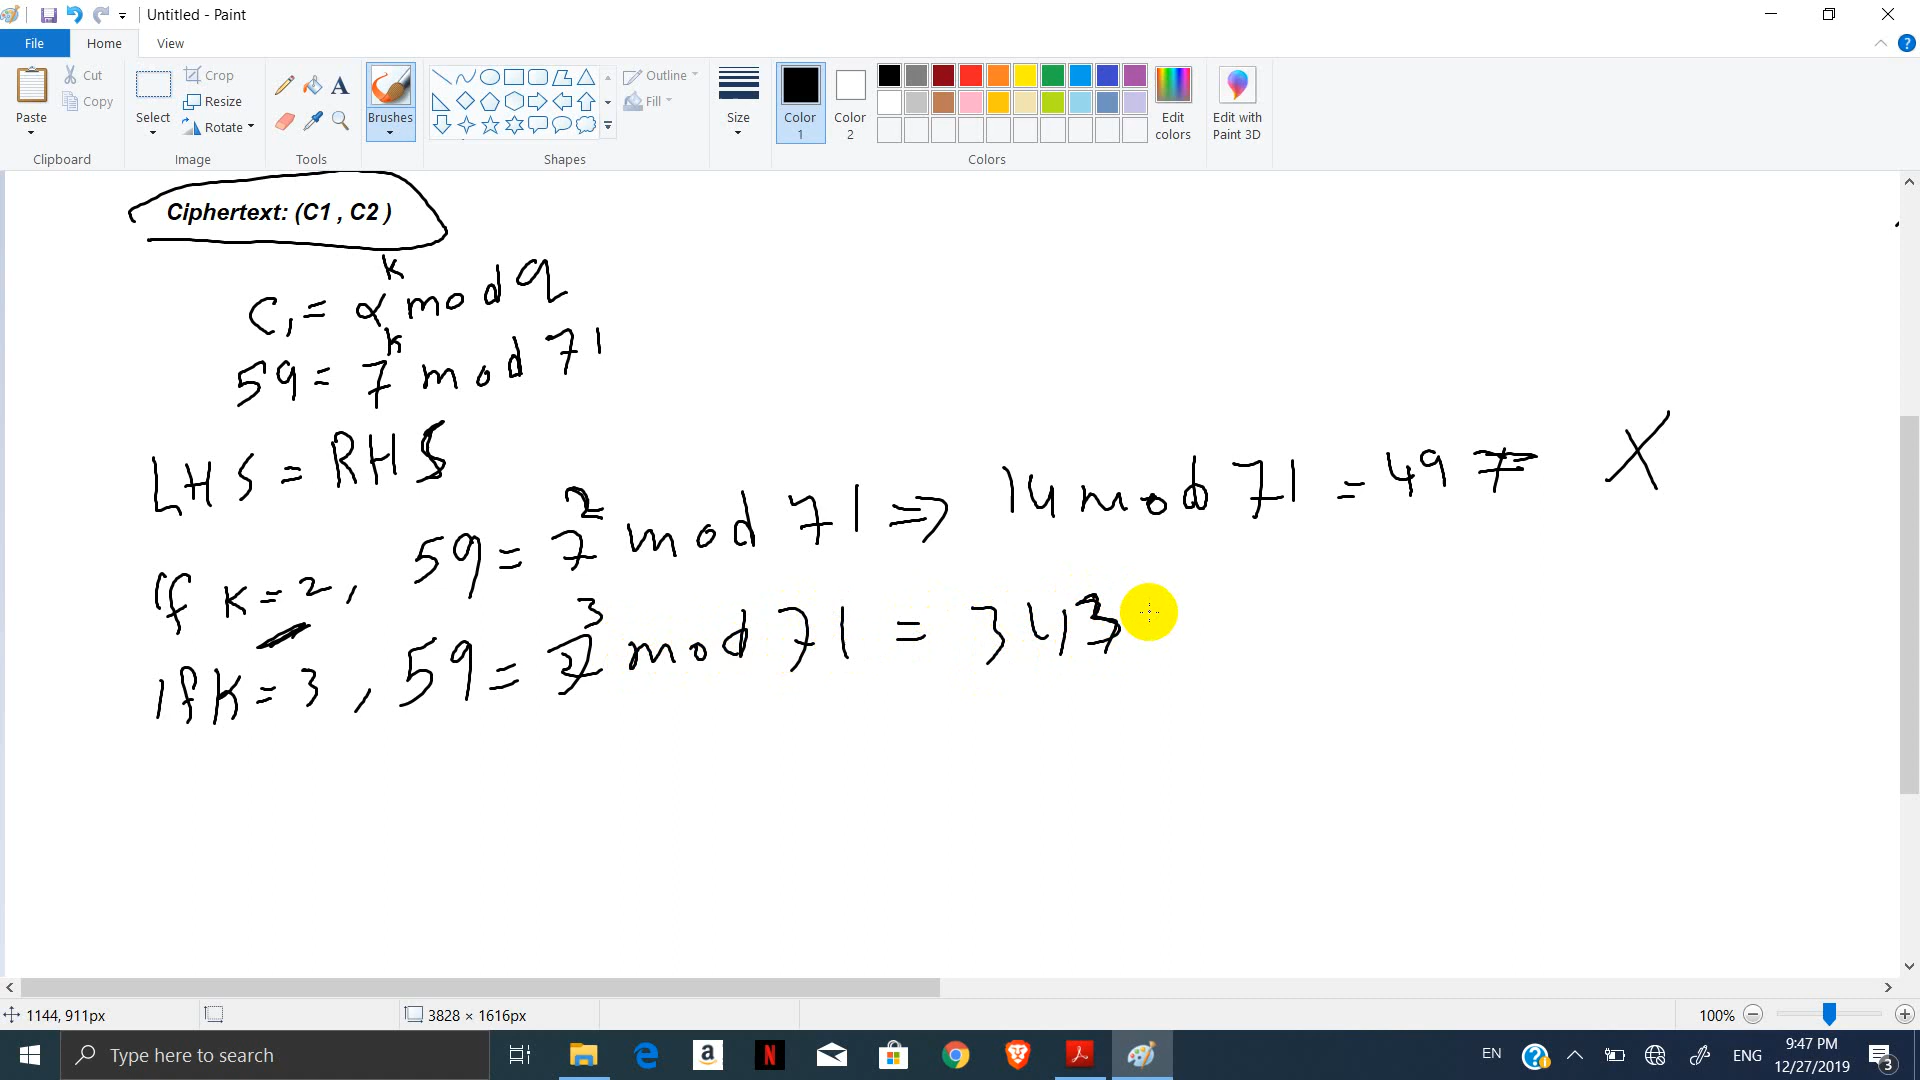 Untitled - Paint
File Home View
Paste Cut Copy Clipboard
Select Crop Resize Rotate Image
Tools
Brushes
Shapes Outline Fill
Size
Color 1 Color 2 Colors
Edit colors
Edit with Paint 3D
Ciphertext: (C1 , C2 )
C1 = α^k mod q
59 = 7^k mod 71
LHS = RHS
If k = 2, 59 = 7^2 mod 71 ⇒ 14 mod 71 = 49 ≠ X
If K = 3, 59 = 7^3 mod 71 = 343
1144, 911px 3828 × 1616px 100%
Type here to search
EN ENG 9:47 PM
12/27/2019 3